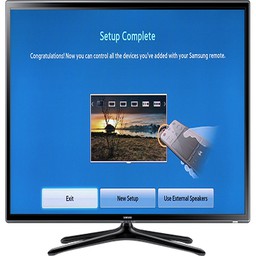 Setup Complete
Congratulations! Now you can control all the devices you've added with your Samsung remote.
Exit
New Setup
Use External Speakers
SAMSUNG